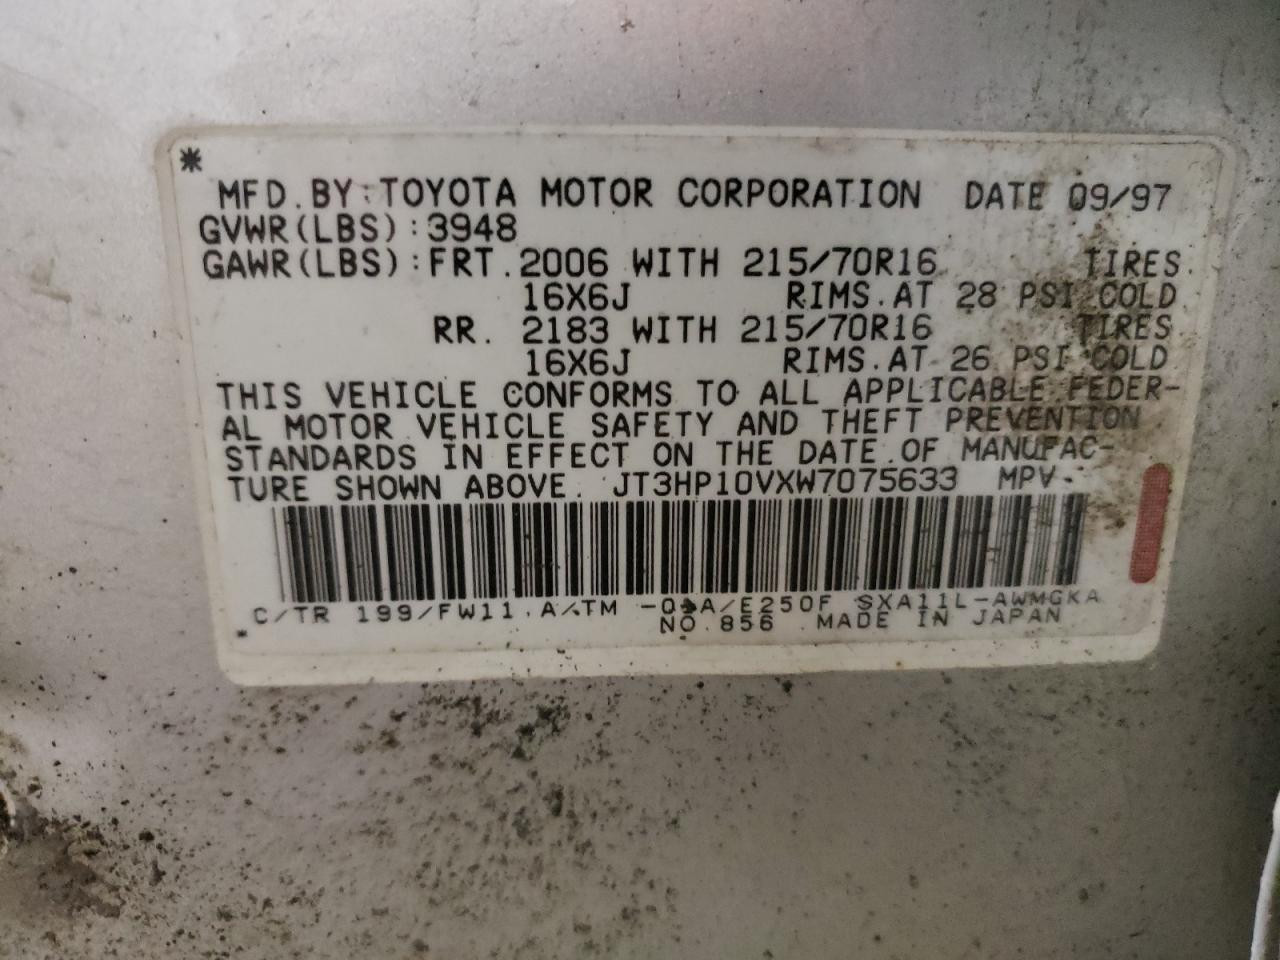 MFD. BY: TOYOTA MOTOR CORPORATION DATE 09/97
GVWR(LBS):3948
GAWR(LBS):FRT. 2006 WITH 215/70R16 TIRES.
16X6J RIMS.AT 28 PSI COLD
RR. 2183 WITH 215/70R16 TIRES
16X6J RIMS.AT 26 PSI COLD
THIS VEHICLE CONFORMS TO ALL APPLICABLE FEDER-
AL MOTOR VEHICLE SAFETY AND THEFT PREVENTION
STANDARDS IN EFFECT ON THE DATE OF MANUFAC-
TURE SHOWN ABOVE. JT3HP10VXW7075633 MPV
C/TR 199/FW11. A/TM /E250F SXA11L-AWMGKA
NO.856 MADE IN JAPAN